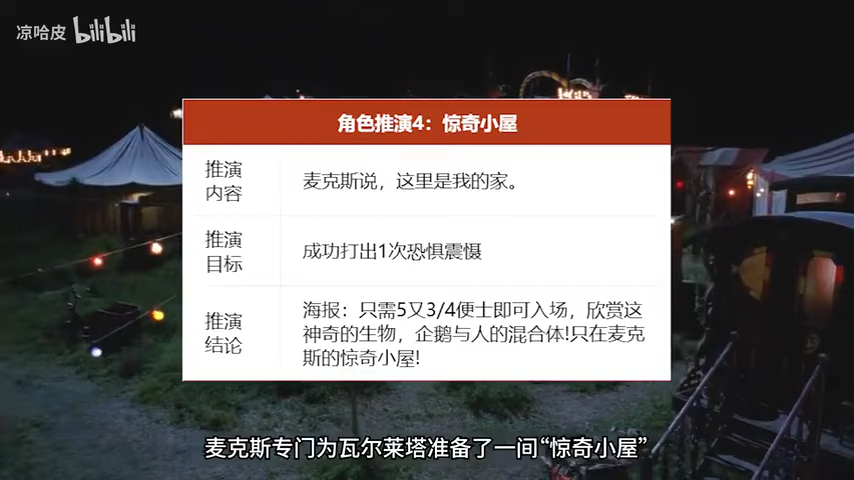 凉哈皮 bilibili
角色推演4：惊奇小屋
推演
内容
麦克斯说，这里是我的家。
推演
目标
成功打出1次恐惧震慑
推演
结论
海报：只需5又3/4便士即可入场，欣赏这
神奇的生物，企鹅与人的混合体!只在麦克
斯的惊奇小屋!
麦克斯专门为瓦尔莱塔准备了一间“惊奇小屋”